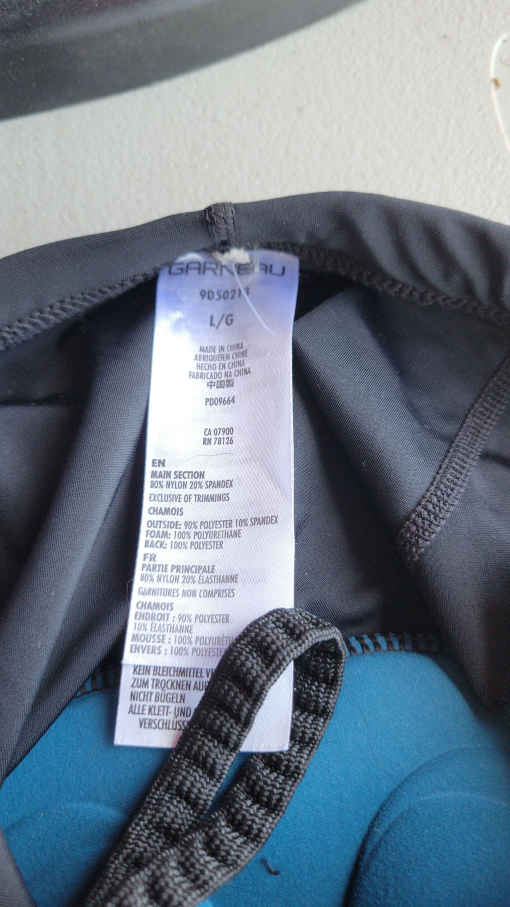 GARNEAU
L/G
MADE IN CHINA
FABRIQUÉ EN CHINE
HECHO EN CHINA
FABRICADO NA CHINA
中国製
PD09664
CA 07900
RN 78126
EN
MAIN SECTION
80% NYLON 20% SPANDEX
EXCLUSIVE OF TRIMMINGS
CHAMOIS
OUTSIDE: 90% POLYESTER 10% SPANDEX
FOAM: 100% POLYURETHANE
BACK: 100% POLYESTER
FR
PARTIE PRINCIPALE
80% NYLON 20% ÉLASTHANNE
GARNITURES NON COMPRISES
CHAMOIS
ENDROIT : 90% POLYESTER
10% ÉLASTHANNE
MOUSSE : 100%
ENVERS : 100%
KEIN BLEICHMITTEL
ZUM TROCKNEN
NICHT BÜGELN
ALLE KLETT- UND